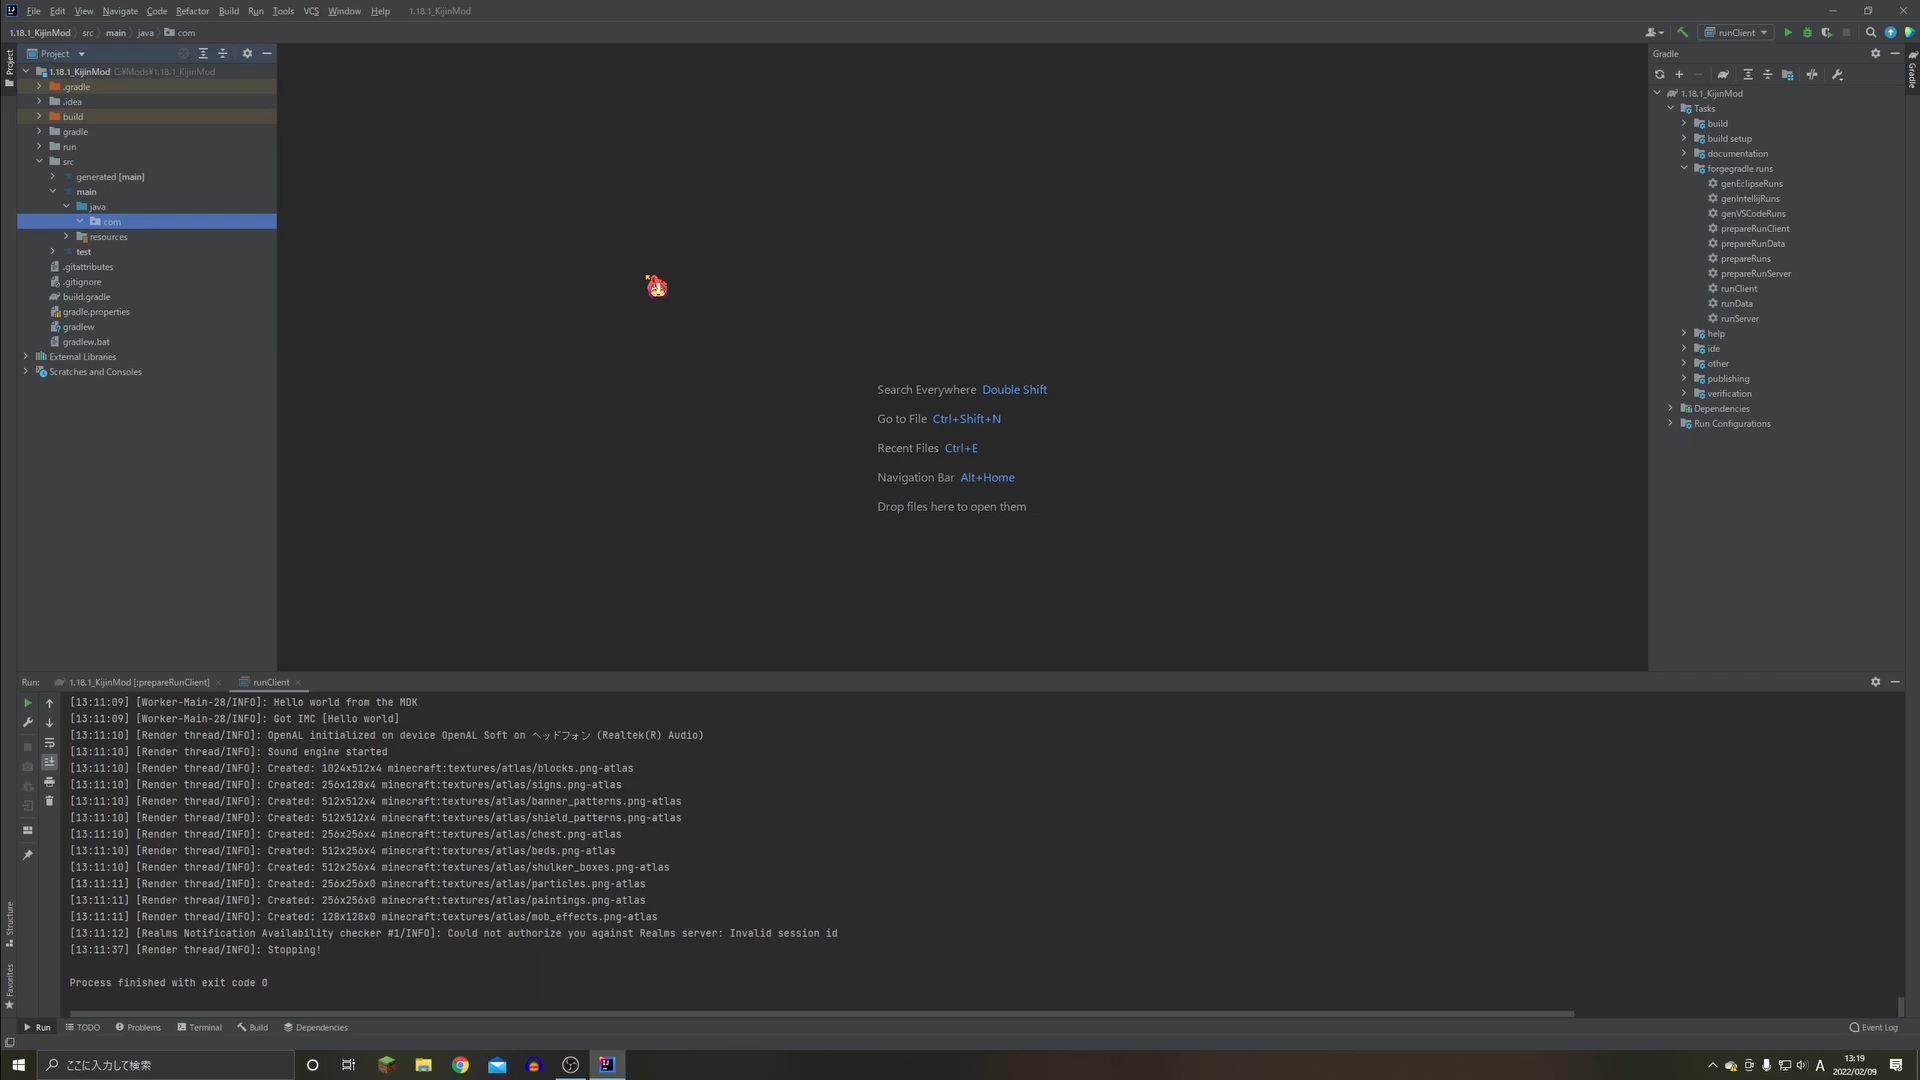 File Edit View Navigate Code Refactor Build Run Tools VCS Window Help 1.18.1_KijinMod
1.18.1_KijinMod src main java com
runClient
Project
Project
1.18.1_KijinMod C:¥Mods¥1.18.1_KijinMod
.gradle
.idea
build
gradle
run
src
generated [main]
main
java
com
resources
test
.gitattributes
.gitignore
build.gradle
gradle.properties
gradlew
gradlew.bat
External Libraries
Scratches and Consoles
Search Everywhere Double Shift
Go to File Ctrl+Shift+N
Recent Files Ctrl+E
Navigation Bar Alt+Home
Drop files here to open them
Gradle
Gradle
1.18.1_KijinMod
Tasks
build
build setup
documentation
forgegradle runs
genEclipseRuns
genIntellijRuns
genVSCodeRuns
prepareRunClient
prepareRunData
prepareRuns
prepareRunServer
runClient
runData
runServer
help
ide
other
publishing
verification
Dependencies
Run Configurations
Run: 1.18.1_KijinMod [:prepareRunClient] runClient
[13:11:09] [Worker-Main-28/INFO]: Hello world from the MDK
[13:11:09] [Worker-Main-28/INFO]: Got IMC [Hello world]
[13:11:10] [Render thread/INFO]: OpenAL initialized on device OpenAL Soft on ヘッドフォン (Realtek(R) Audio)
[13:11:10] [Render thread/INFO]: Sound engine started
[13:11:10] [Render thread/INFO]: Created: 1024x512x4 minecraft:textures/atlas/blocks.png-atlas
[13:11:10] [Render thread/INFO]: Created: 256x128x4 minecraft:textures/atlas/signs.png-atlas
[13:11:10] [Render thread/INFO]: Created: 512x512x4 minecraft:textures/atlas/banner_patterns.png-atlas
[13:11:10] [Render thread/INFO]: Created: 512x512x4 minecraft:textures/atlas/shield_patterns.png-atlas
[13:11:10] [Render thread/INFO]: Created: 256x256x4 minecraft:textures/atlas/chest.png-atlas
[13:11:10] [Render thread/INFO]: Created: 512x256x4 minecraft:textures/atlas/beds.png-atlas
[13:11:10] [Render thread/INFO]: Created: 512x256x4 minecraft:textures/atlas/shulker_boxes.png-atlas
[13:11:11] [Render thread/INFO]: Created: 256x256x0 minecraft:textures/atlas/particles.png-atlas
[13:11:11] [Render thread/INFO]: Created: 256x256x0 minecraft:textures/atlas/paintings.png-atlas
[13:11:11] [Render thread/INFO]: Created: 128x128x0 minecraft:textures/atlas/mob_effects.png-atlas
[13:11:12] [Realms Notification Availability checker #1/INFO]: Could not authorize you against Realms server: Invalid session id
[13:11:37] [Render thread/INFO]: Stopping!
Process finished with exit code 0
Structure
Favorites
Run TODO Problems Terminal Build Dependencies Event Log
ここに入力して検索
A
13:19
2022/02/09